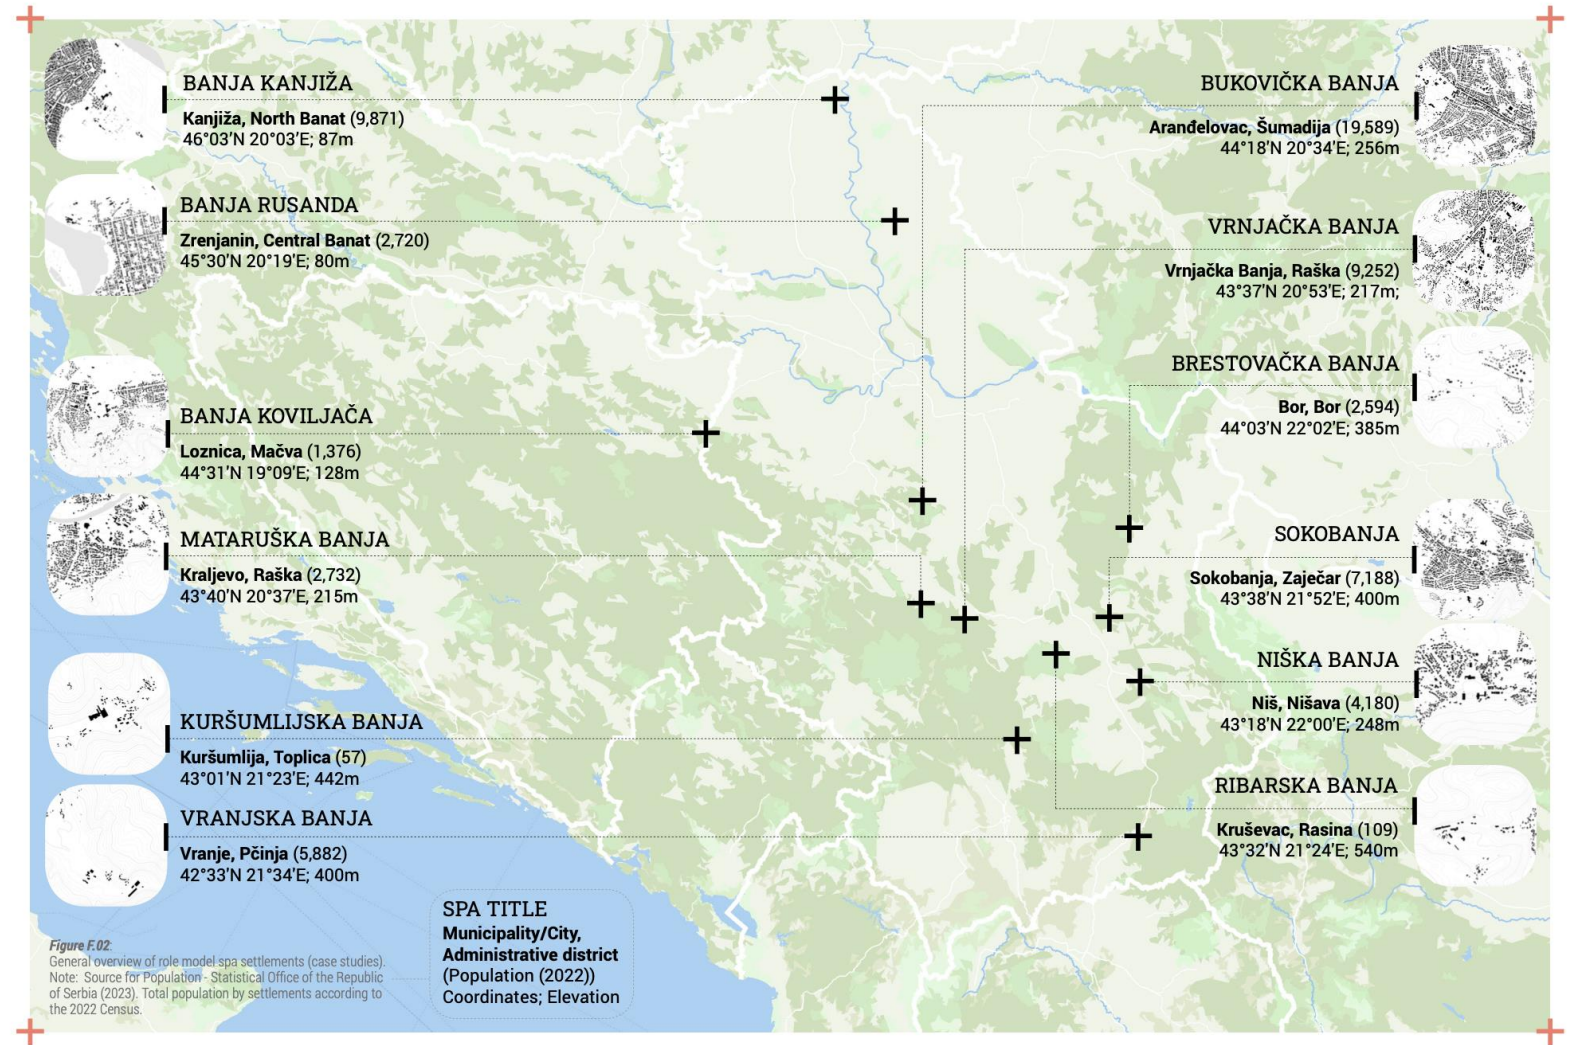 BANJA KANJIŽA
Kanjiža, North Banat (9,871)
46°03'N 20°03'E; 87m
BANJA RUSANDA
Zrenjanin, Central Banat (2,720)
45°30'N 20°19'E; 80m
BANJA KOVILJAČA
Loznica, Mačva (1,376)
44°31'N 19°09'E; 128m
MATARUŠKA BANJA
Kraljevo, Raška (2,732)
43°40'N 20°37'E, 215m
KURŠUMLIJSKA BANJA
Kuršumlija, Toplica (57)
43°01'N 21°23'E; 442m
VRANJSKA BANJA
Vranje, Pčinja (5,882)
42°33'N 21°34'E; 400m
BUKOVIČKA BANJA
Aranđelovac, Šumadija (19,589)
44°18'N 20°34'E; 256m
VRNJAČKA BANJA
Vrnjačka Banja, Raška (9,252)
43°37'N 20°53'E; 217m;
BRESTOVAČKA BANJA
Bor, Bor (2,594)
44°03'N 22°02'E; 385m
SOKOBANJA
Sokobanja, Zaječar (7,188)
43°38'N 21°52'E; 400m
NIŠKA BANJA
Niš, Nišava (4,180)
43°18'N 22°00'E; 248m
RIBARSKA BANJA
Kruševac, Rasina (109)
43°32'N 21°24'E; 540m
SPA TITLE
Municipality/City,
Administrative district
(Population (2022))
Coordinates; Elevation
Figure F.02:
General overview of role model spa settlements (case studies).
Note: Source for Population - Statistical Office of the Republic
of Serbia (2023). Total population by settlements according to
the 2022 Census.